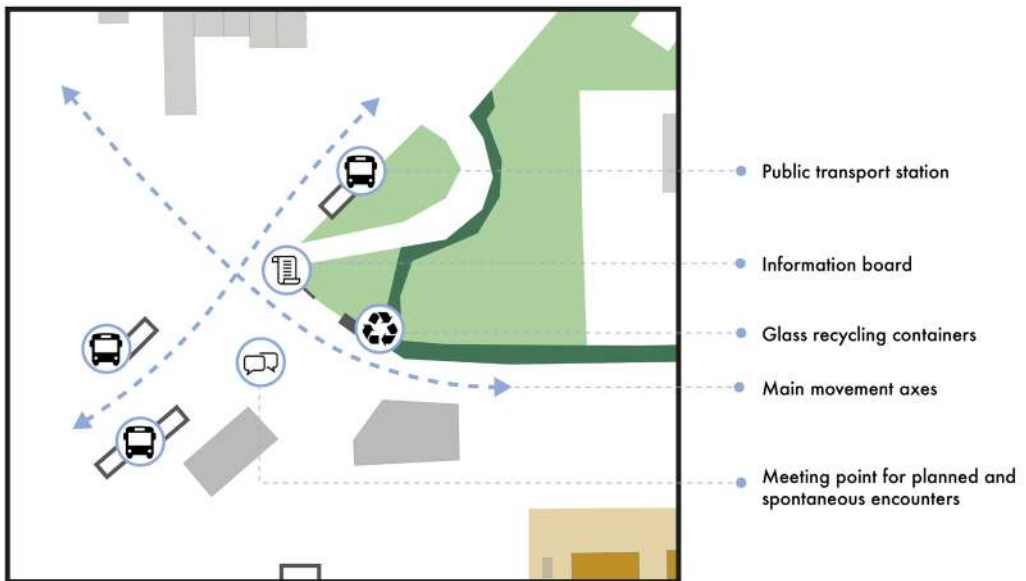 Public transport station
Information board
Glass recycling containers
Main movement axes
Meeting point for planned and
spontaneous encounters